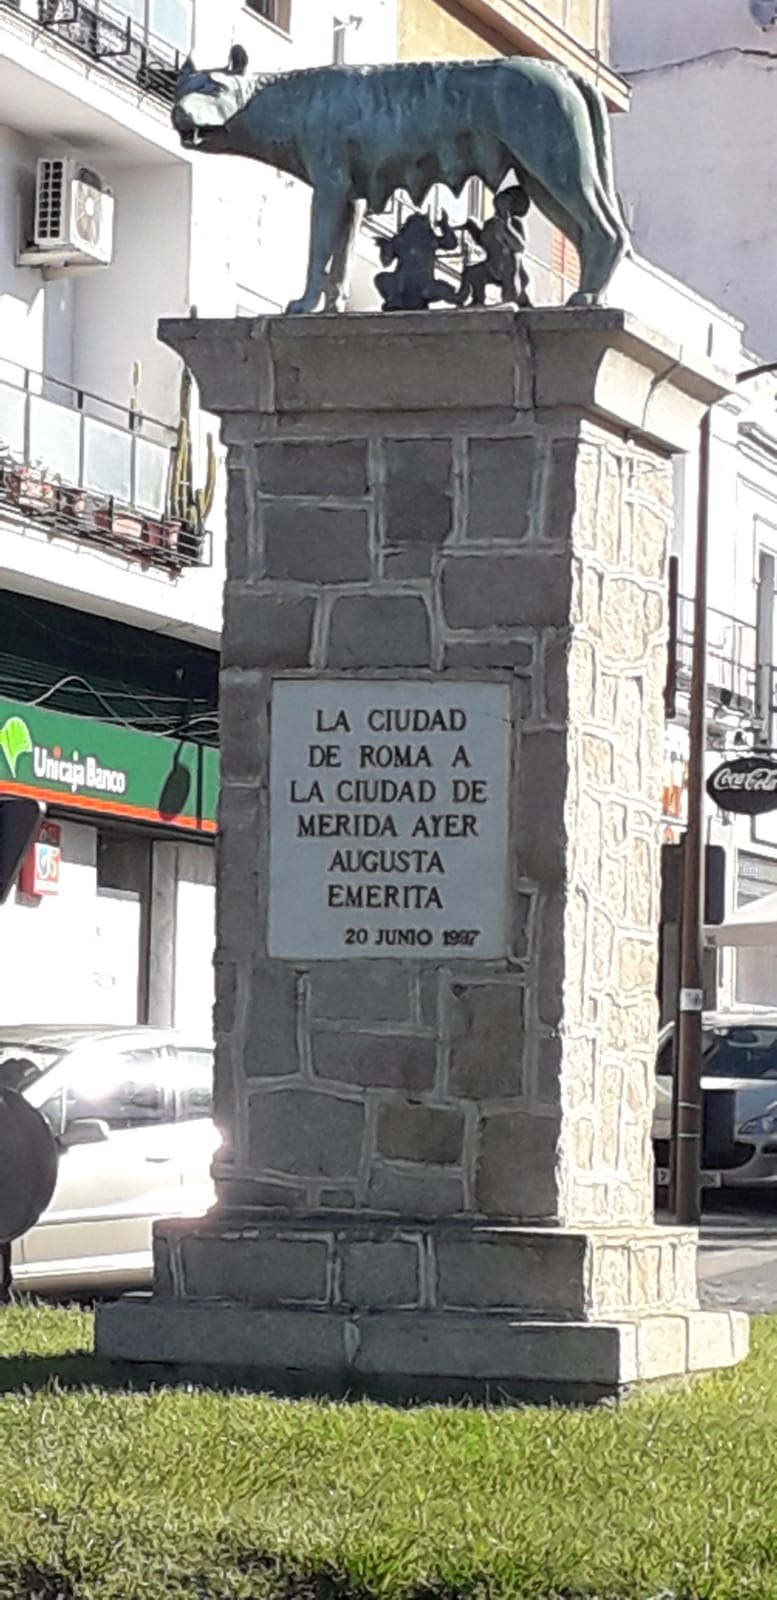 LA CIUDAD
DE ROMA A
LA CIUDAD DE
MERIDA AYER
AUGUSTA
EMERITA
20 JUNIO 1997
Unicaja Banco
Coca-Cola